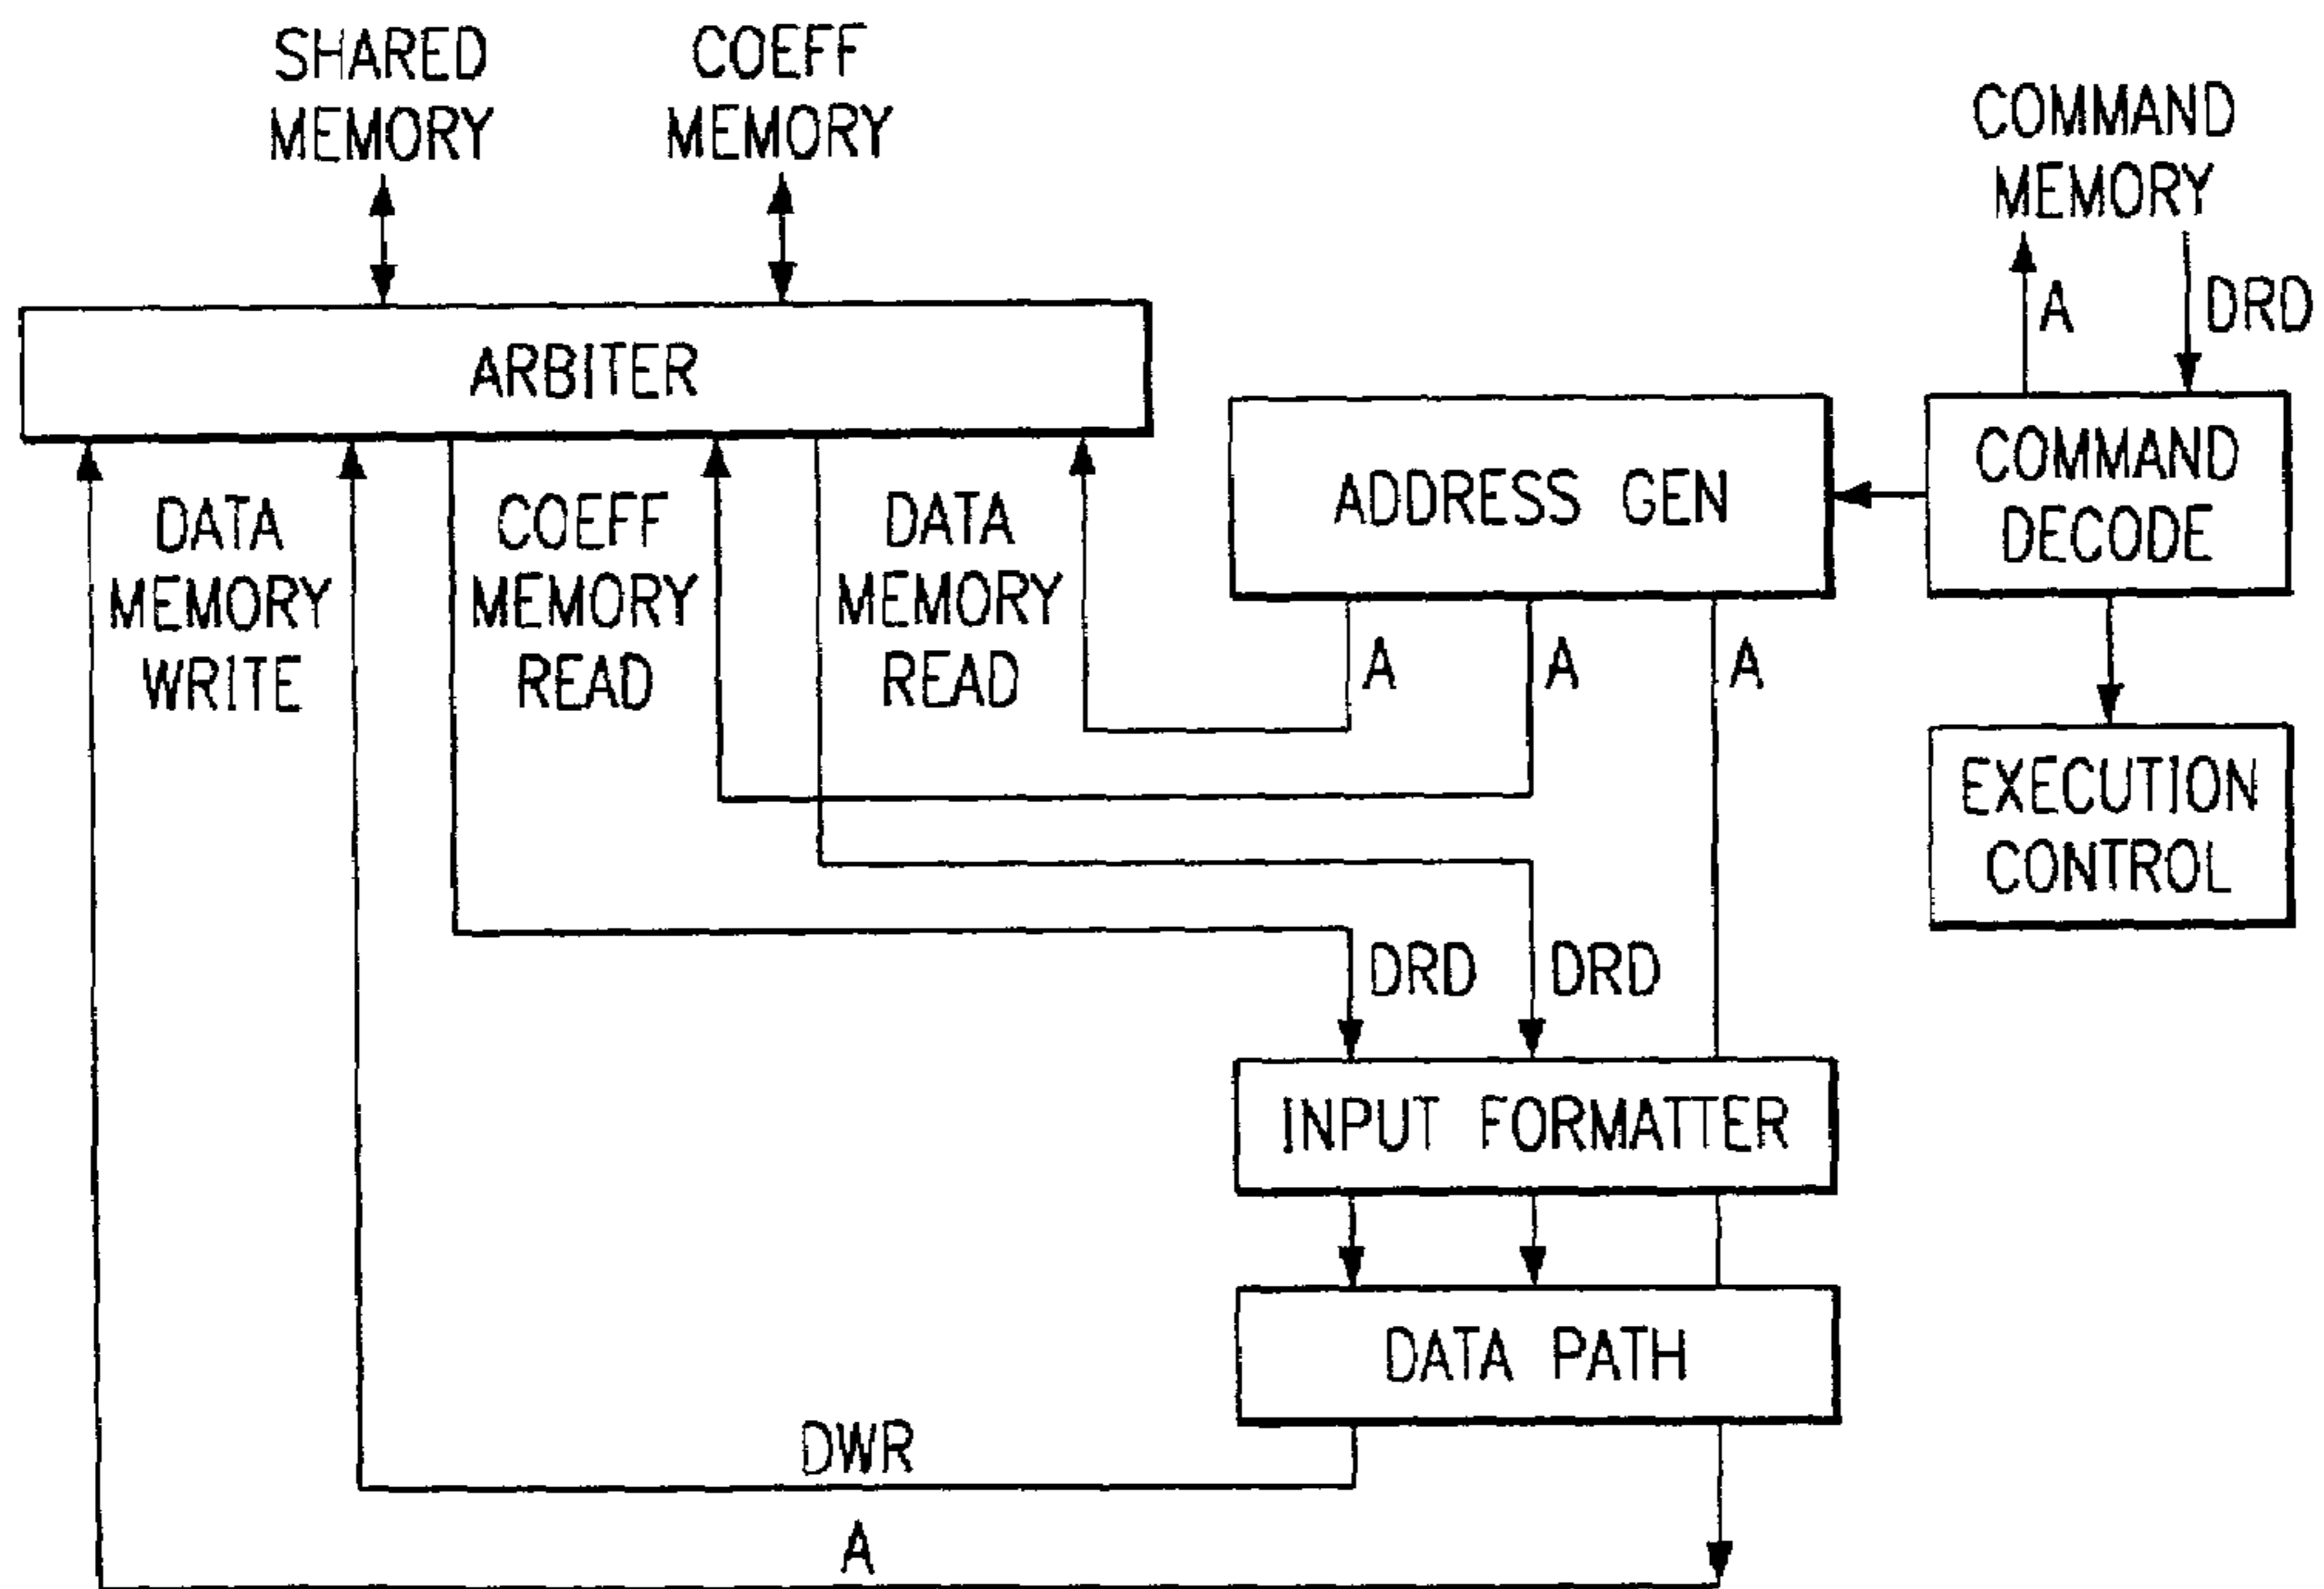 SHARED
MEMORY
COEFF
MEMORY
COMMAND
MEMORY
A
DRD
ARBITER
ADDRESS GEN
COMMAND
DECODE
DATA
MEMORY
WRITE
COEFF
MEMORY
READ
DATA
MEMORY
READ
A
A
A
EXECUTION
CONTROL
DRD
DRD
INPUT FORMATTER
DATA PATH
DWR
A